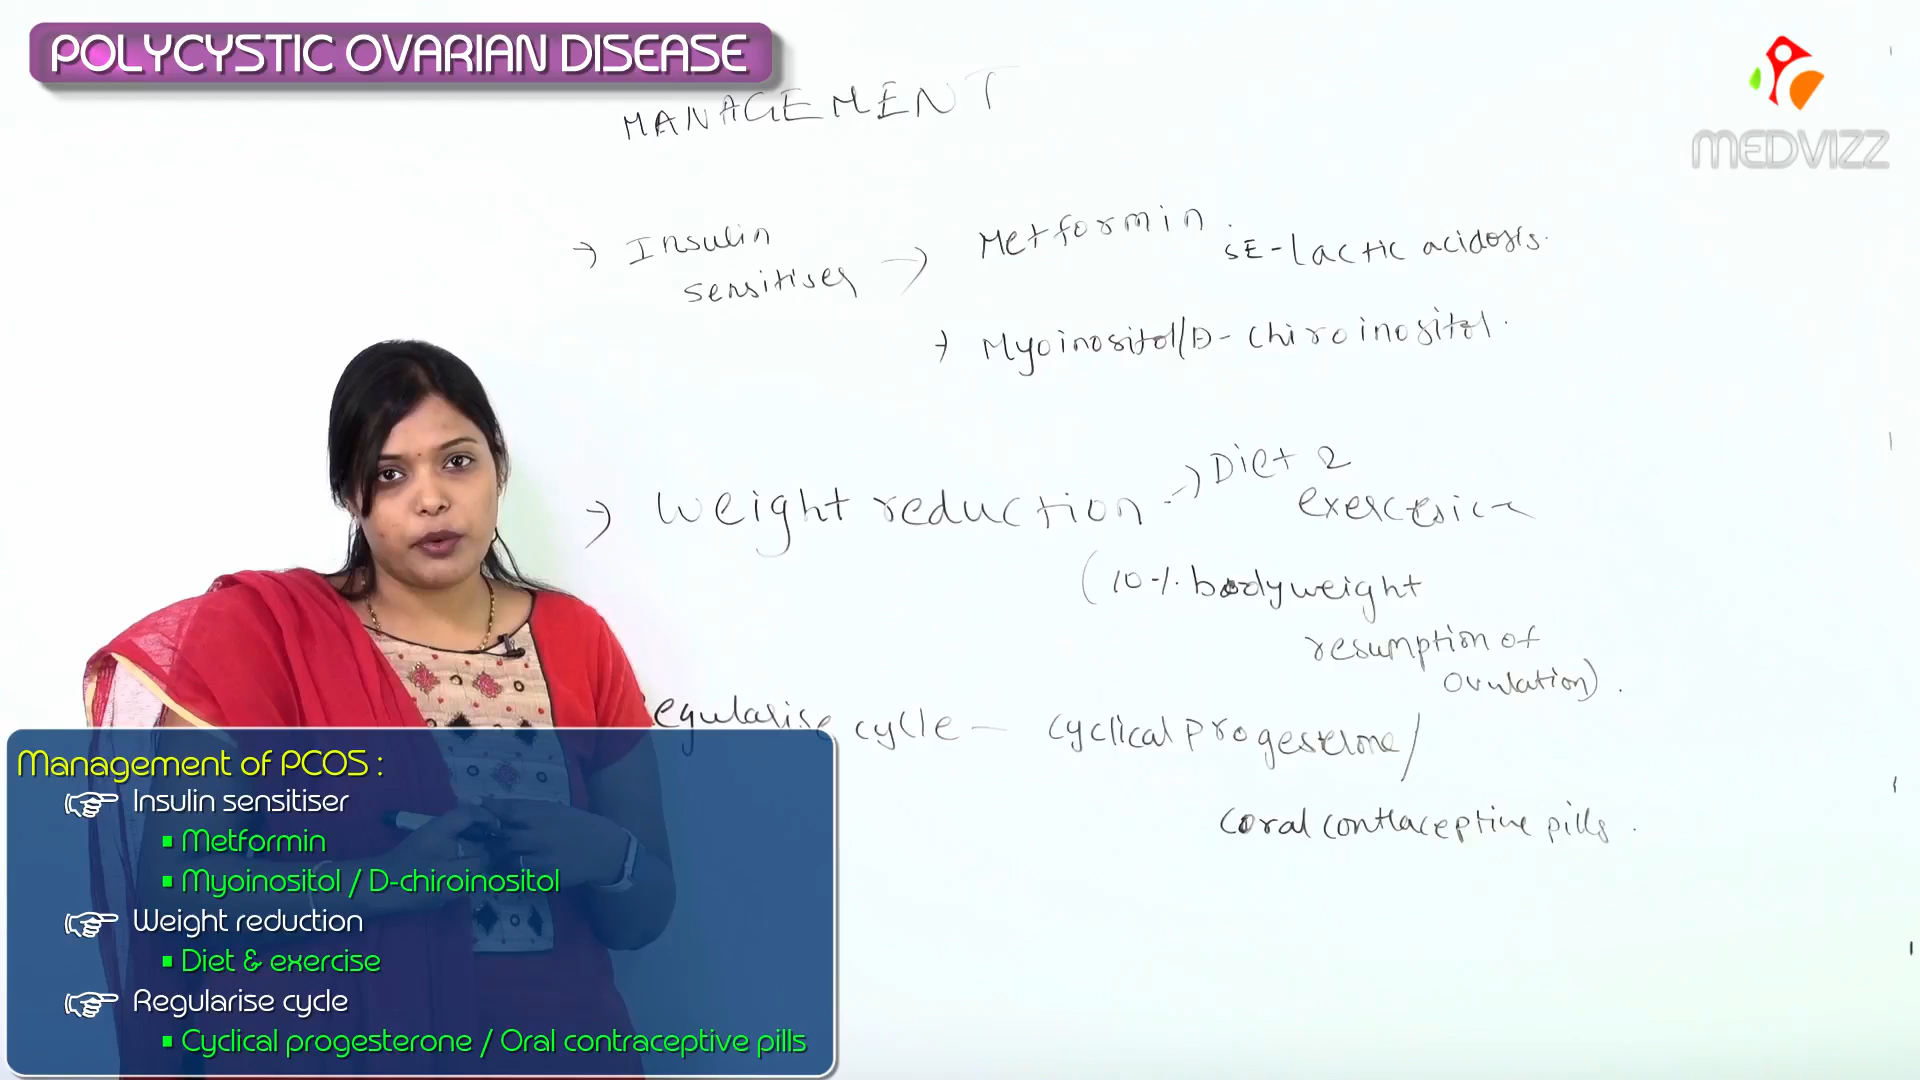 POLYCYSTIC OVARIAN DISEASE
MEDVIZZ
MANAGEMENT
→ Insulin
sensitiser → Metformin SE-Lactic acidosis.
→ Myoinositol/D-chiroinositol.
→ Weight reduction → Diet &
(10% bodyweight
resumption of
ovulation).
egularise cycle - cyclical progesterone/
oral contraceptive pills.
Management of PCOS :
Insulin sensitiser
▪ Metformin
▪ Myoinositol / D-chiroinositol
Weight reduction
▪ Diet & exercise
Regularise cycle
▪ Cyclical progesterone / Oral contraceptive pills